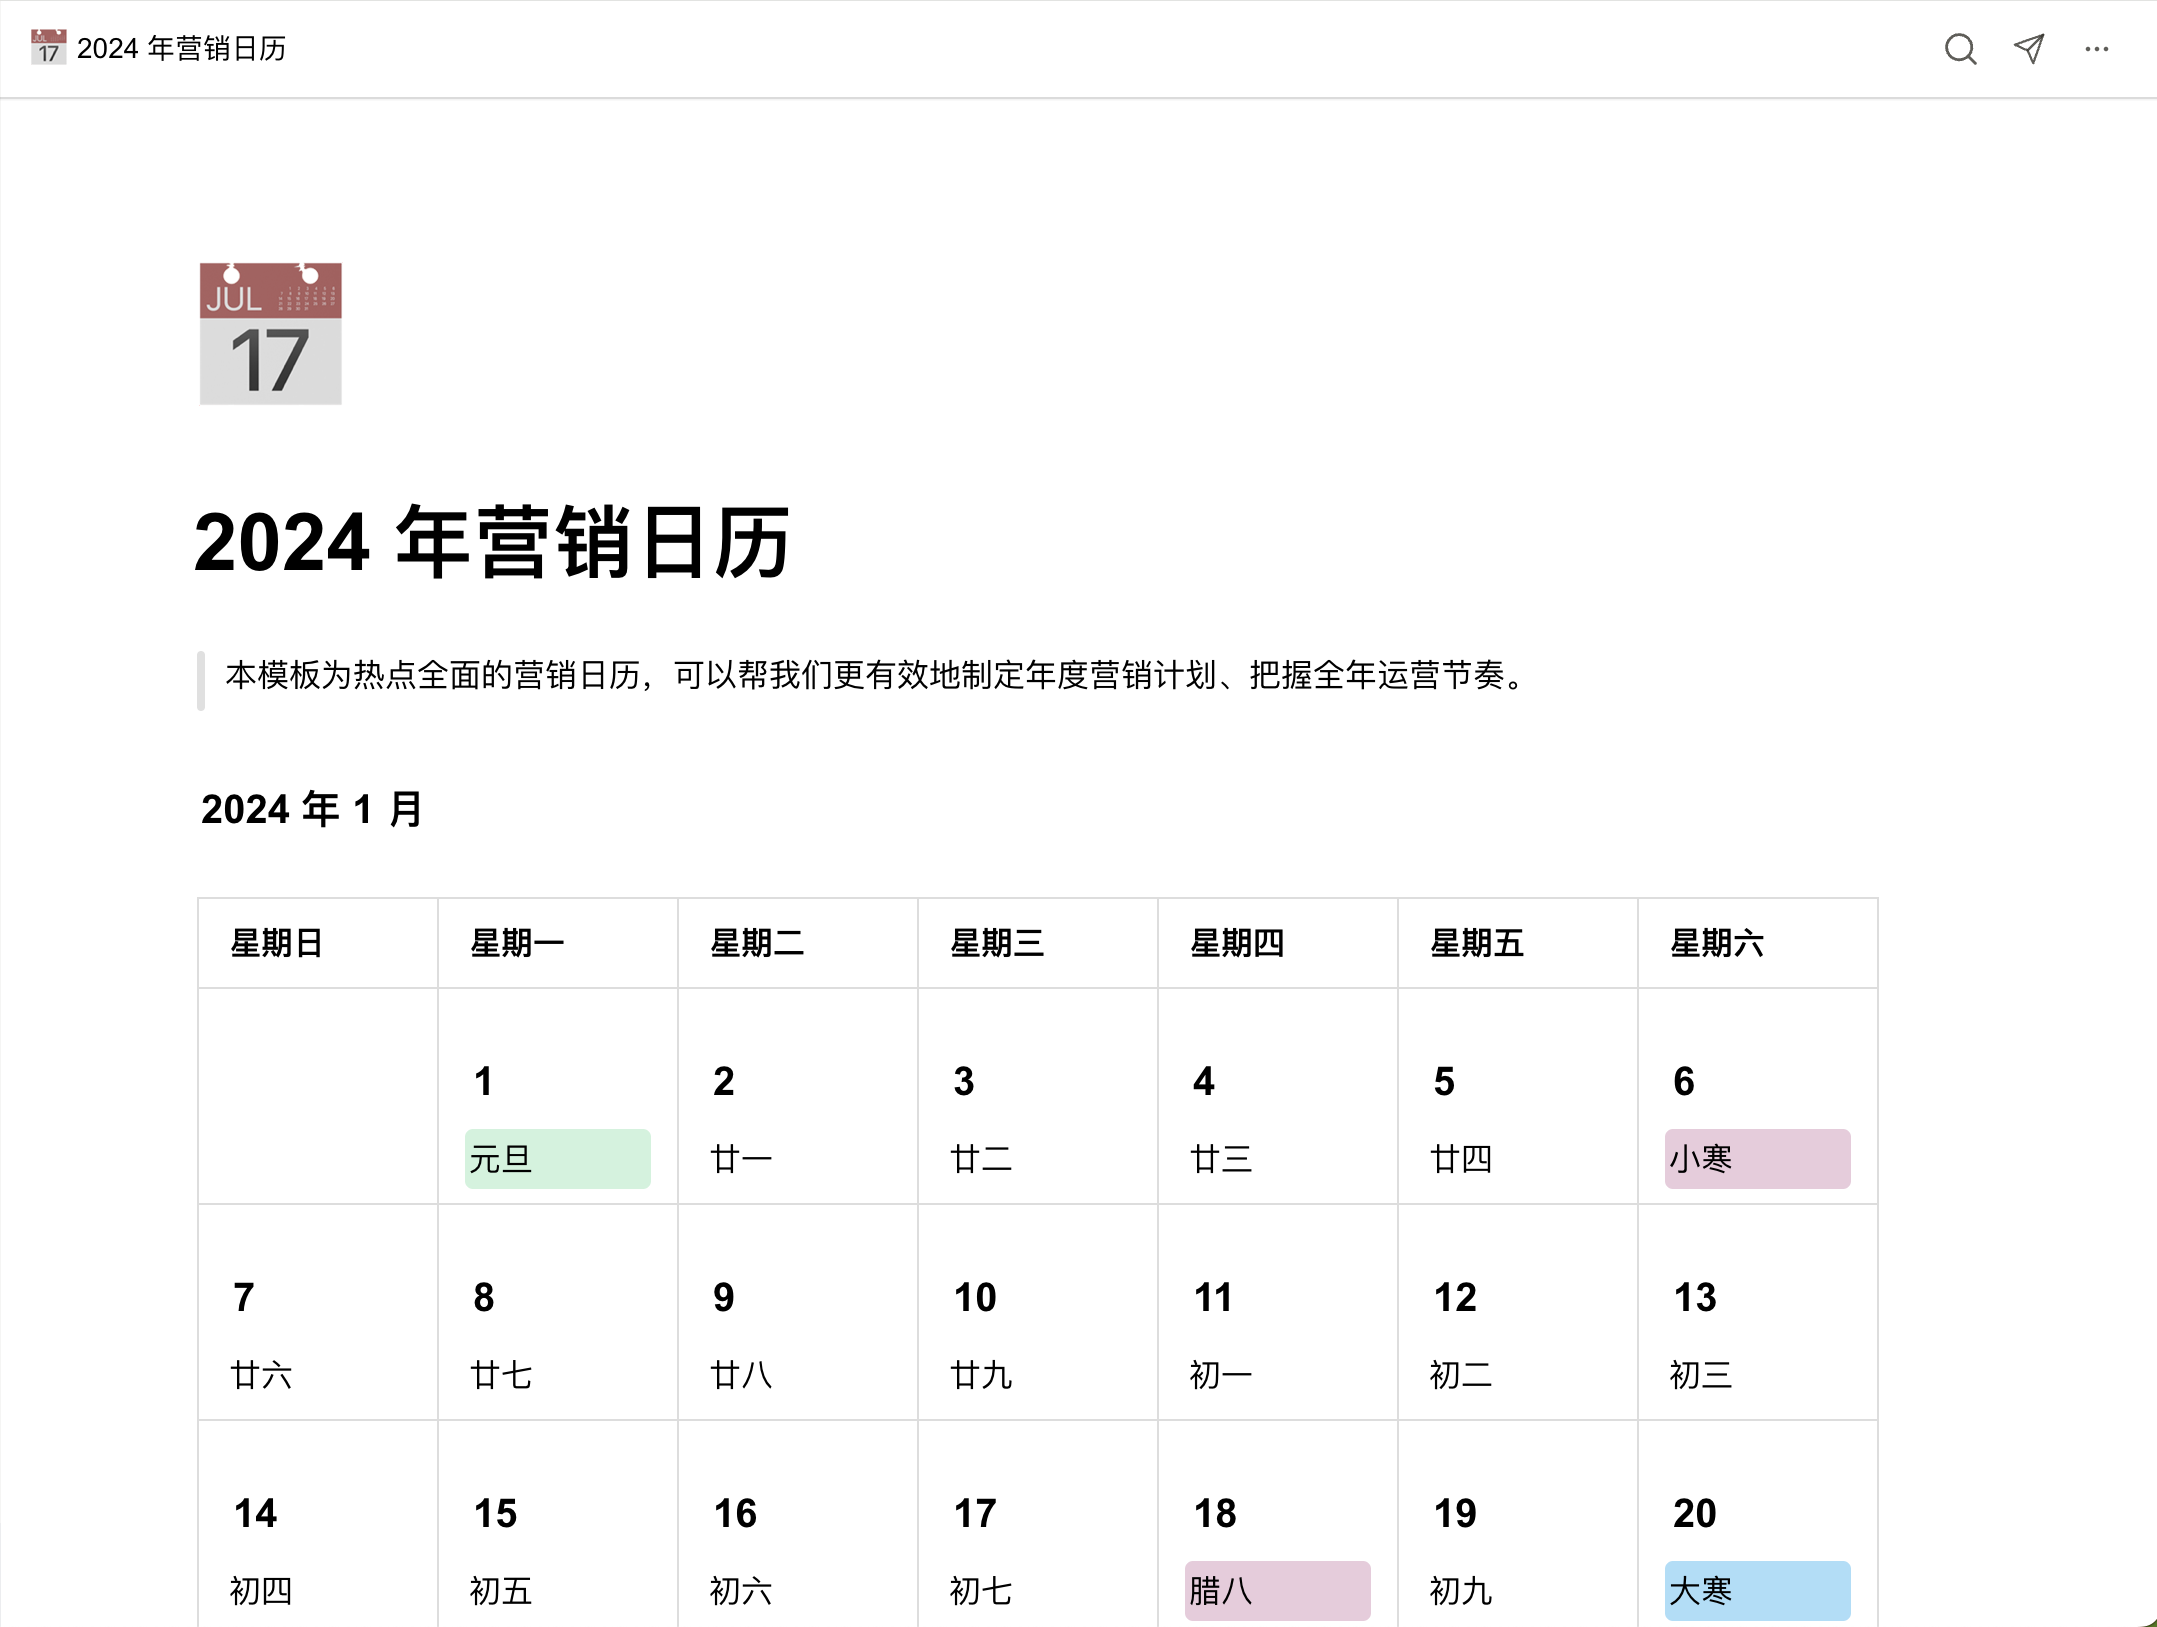 JUL
17
2024 年营销日历
JUL
17
2024 年营销日历
本模板为热点全面的营销日历，可以帮我们更有效地制定年度营销计划、把握全年运营节奏。
2024 年 1 月
星期日 星期一 星期二 星期三 星期四 星期五 星期六
1 2 3 4 5 6
元旦 廿一 廿二 廿三 廿四 小寒
7 8 9 10 11 12 13
廿六 廿七 廿八 廿九 初一 初二 初三
14 15 16 17 18 19 20
初四 初五 初六 初七 腊八 初九 大寒